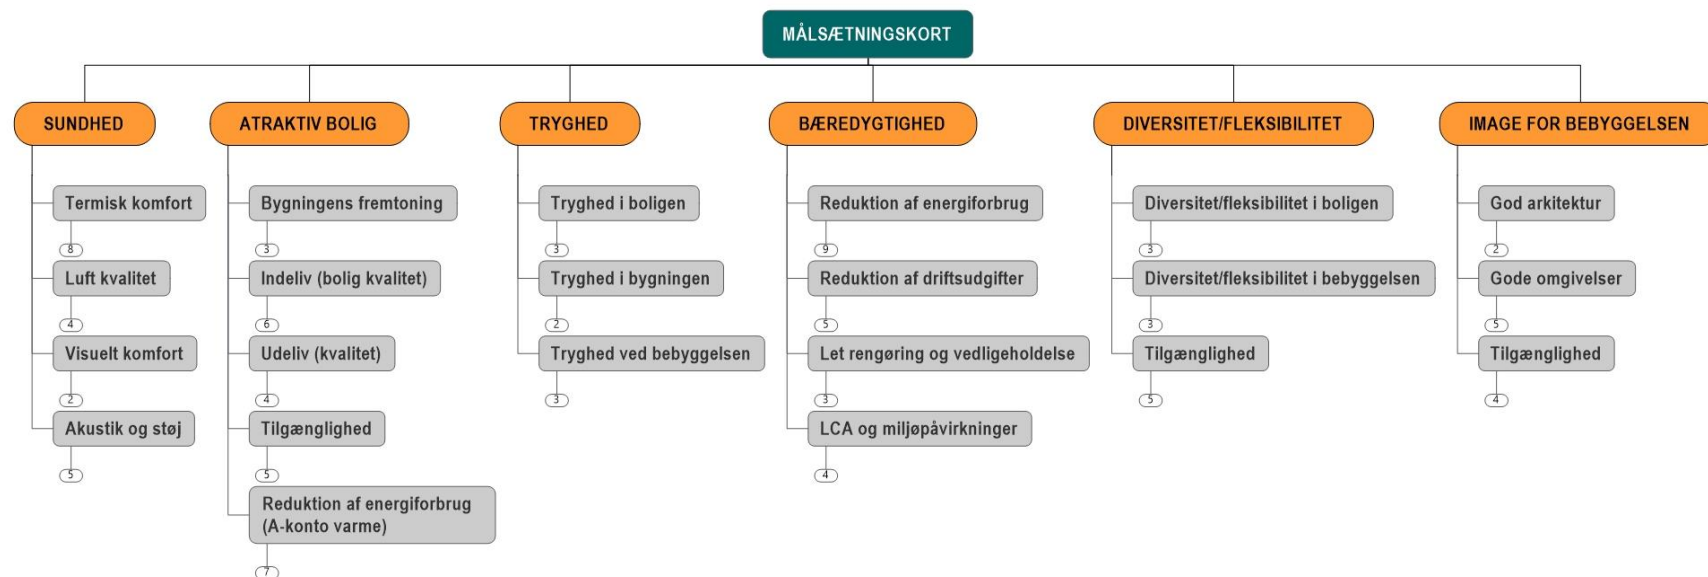 MÅLSÆTNINGSKORT
SUNDHED
Termisk komfort
8
Luft kvalitet
4
Visuelt komfort
2
Akustik og støj
5
ATRAKTIV BOLIG
Bygningens fremtoning
3
Indeliv (bolig kvalitet)
6
Udeliv (kvalitet)
4
Tilgænglighed
5
Reduktion af energiforbrug
(A-konto varme)
7
TRYGHED
Tryghed i boligen
3
Tryghed i bygningen
2
Tryghed ved bebyggelsen
3
BÆREDYGTIGHED
Reduktion af energiforbrug
9
Reduktion af driftsudgifter
5
Let rengøring og vedligeholdelse
3
LCA og miljøpåvirkninger
4
DIVERSITET/FLEKSIBILITET
Diversitet/fleksibilitet i boligen
3
Diversitet/fleksibilitet i bebyggelsen
3
Tilgænglighed
5
IMAGE FOR BEBYGGELSEN
God arkitektur
2
Gode omgivelser
5
Tilgænglighed
4